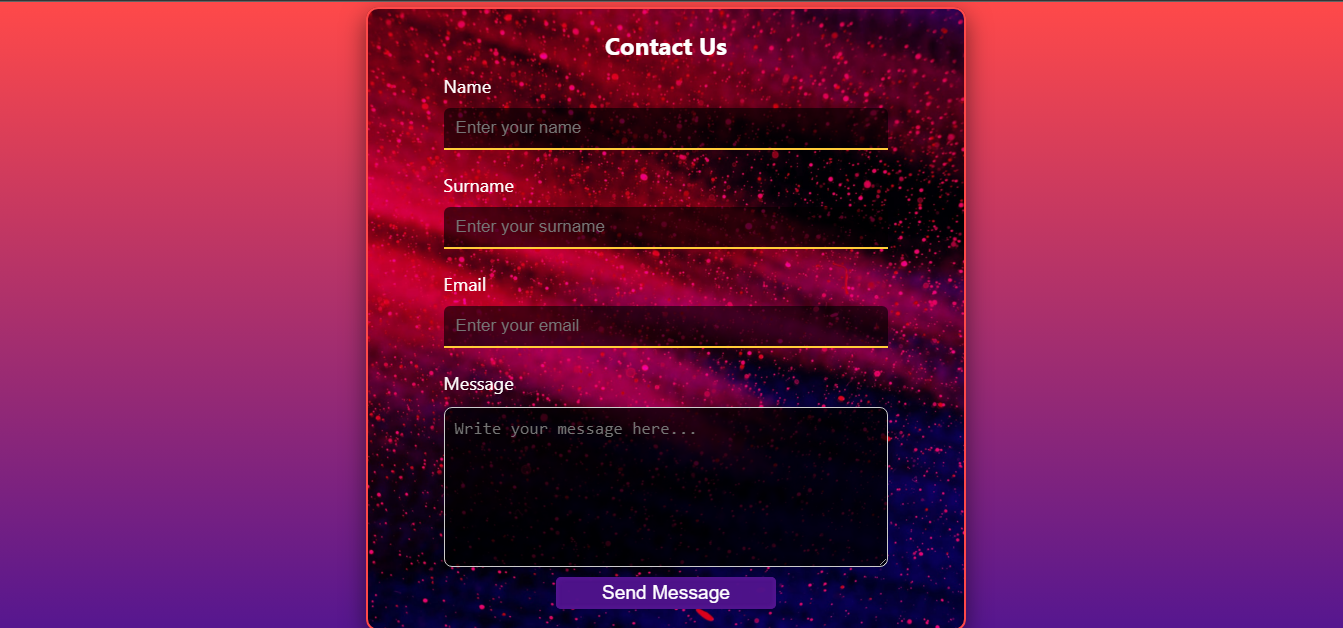 Contact Us
Name
Enter your name
Surname
Enter your surname
Email
Enter your email
Message
Write your message here...
Send Message